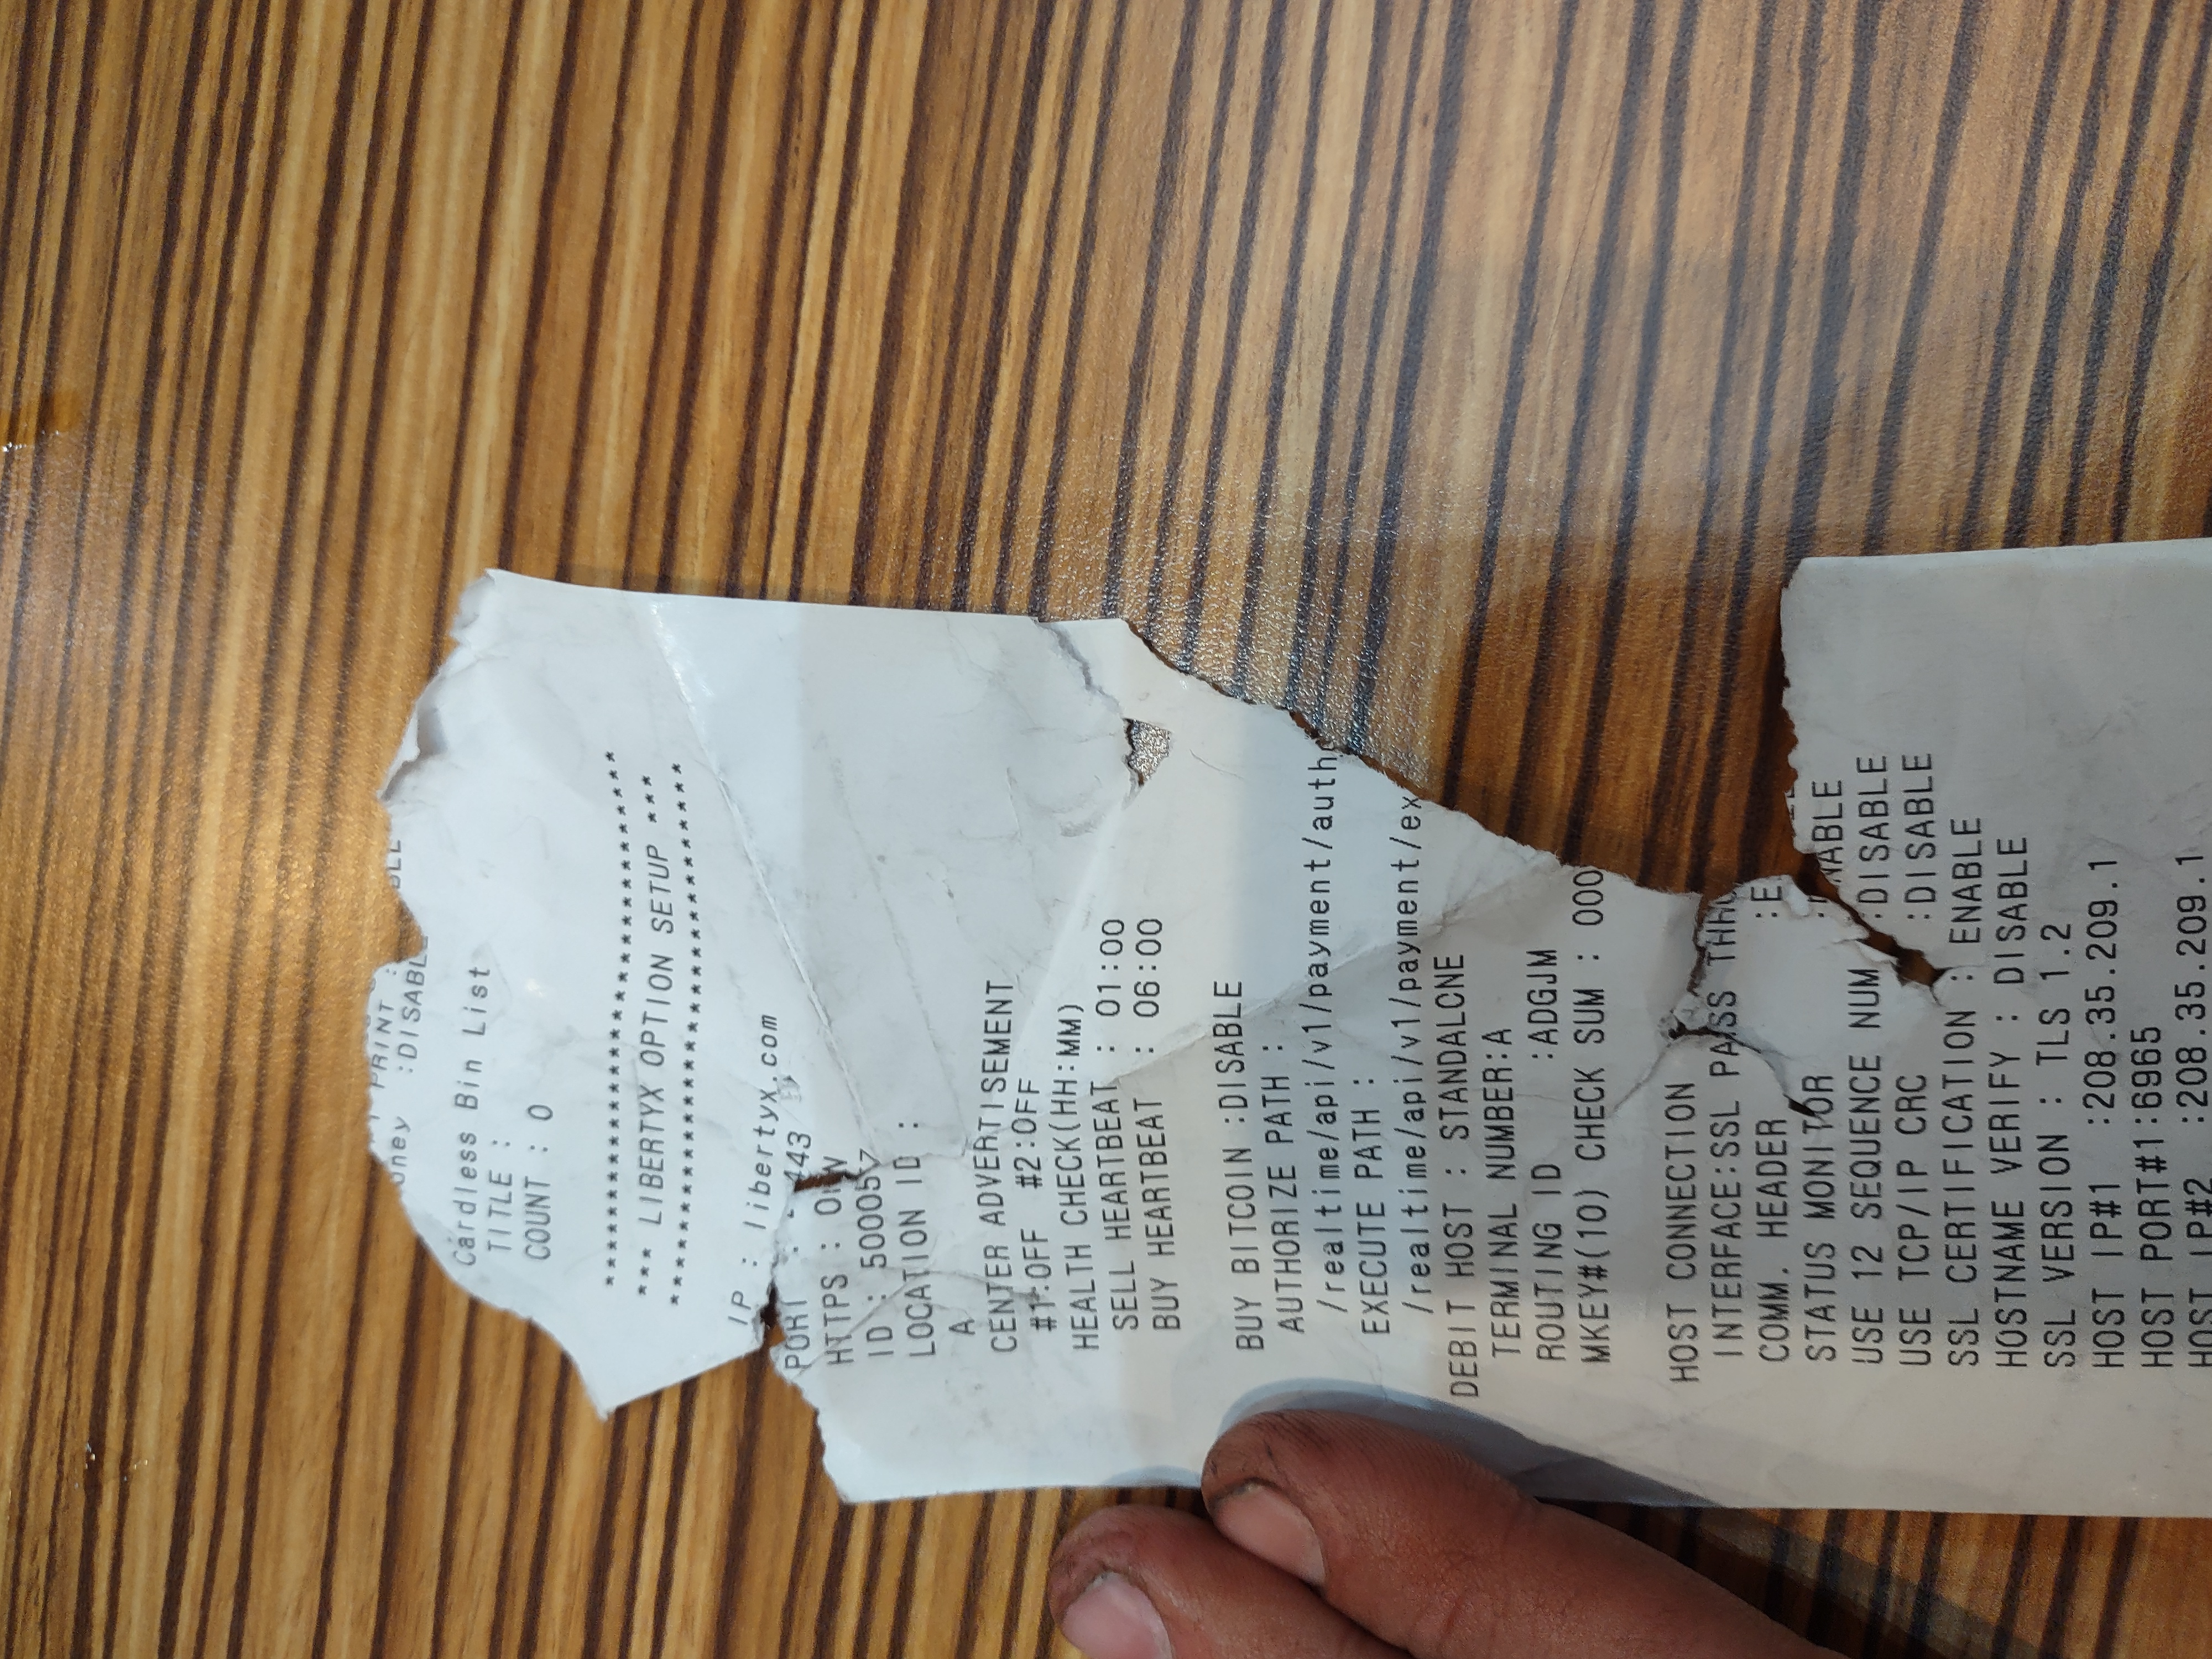 PRINT :
:DISABL
Cardless Bin List
TITLE :
COUNT : 0
*******************************
*** LIBERTYX OPTION SETUP ***
*******************************
IP : libertyx.com
PORT : 443
HTTPS :
ID : 50005
LOCATION ID :
A
CENTER ADVERTISEMENT
#1:OFF #2:OFF
HEALTH CHECK(HH:MM)
SELL HEARTBEAT : 01:00
BUY HEARTBEAT : 06:00
BUY BITCOIN :DISABLE
AUTHORIZE PATH :
/realtime/api/v1/payment/auth
EXECUTE PATH :
/realtime/api/v1/payment/ex
DEBIT HOST : STANDALONE
TERMINAL NUMBER:A
ROUTING ID :ADGJM
MKEY#(10) CHECK SUM : 000
HOST CONNECTION
INTERFACE:SSL PASS THR
COMM. HEADER :E
STATUS MONITOR :ENABLE
USE 12 SEQUENCE NUM :DISABLE
USE TCP/IP CRC :DISABLE
SSL CERTIFICATION : ENABLE
HOSTNAME VERIFY : DISABLE
SSL VERSION : TLS 1.2
HOST IP#1 :208.35.209.1
HOST PORT#1:6965
HOST IP#2 :208.35.209.1